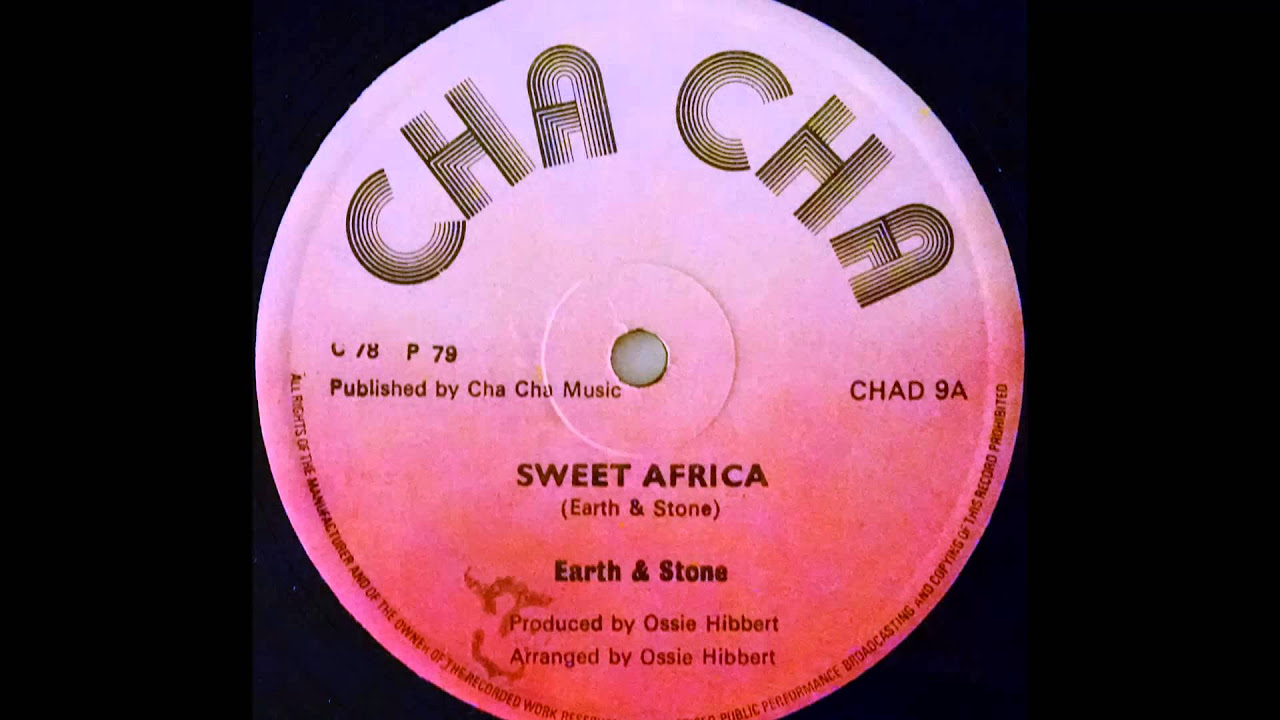 CHA CHA
C 78 P 79
Published by Cha Cha Music
CHAD 9A
SWEET AFRICA
(Earth & Stone)
Earth & Stone
Produced by Ossie Hibbert
Arranged by Ossie Hibbert
ALL RIGHTS OF THE MANUFACTURER AND OF THE OWNER OF THE RECORDED WORK PUBLIC PERFORMANCE BROADCASTING AND COPYING OF THIS RECORD PROHIBITED